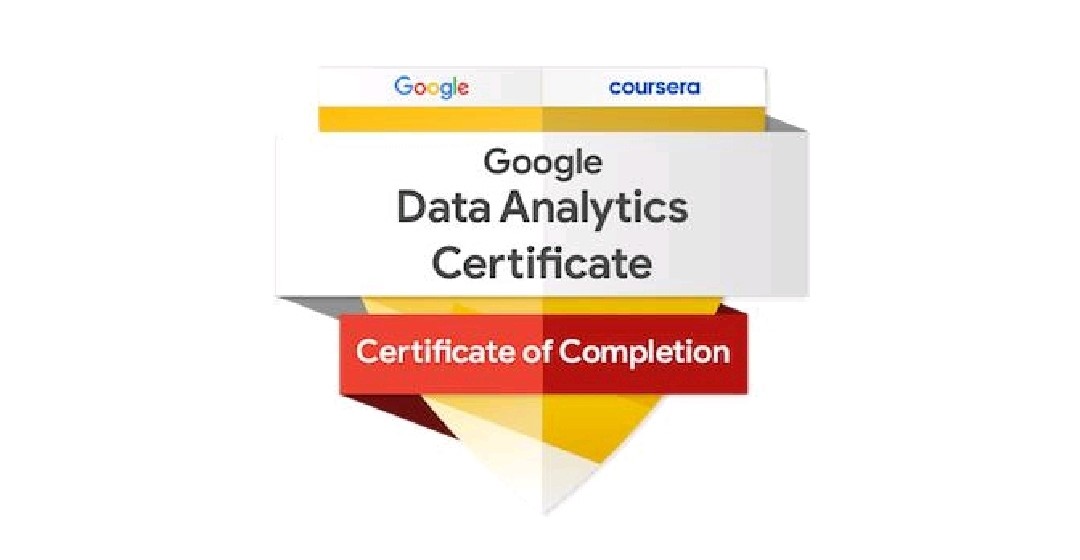 Google coursera
Google
Data Analytics
Certificate
Certificate of Completion